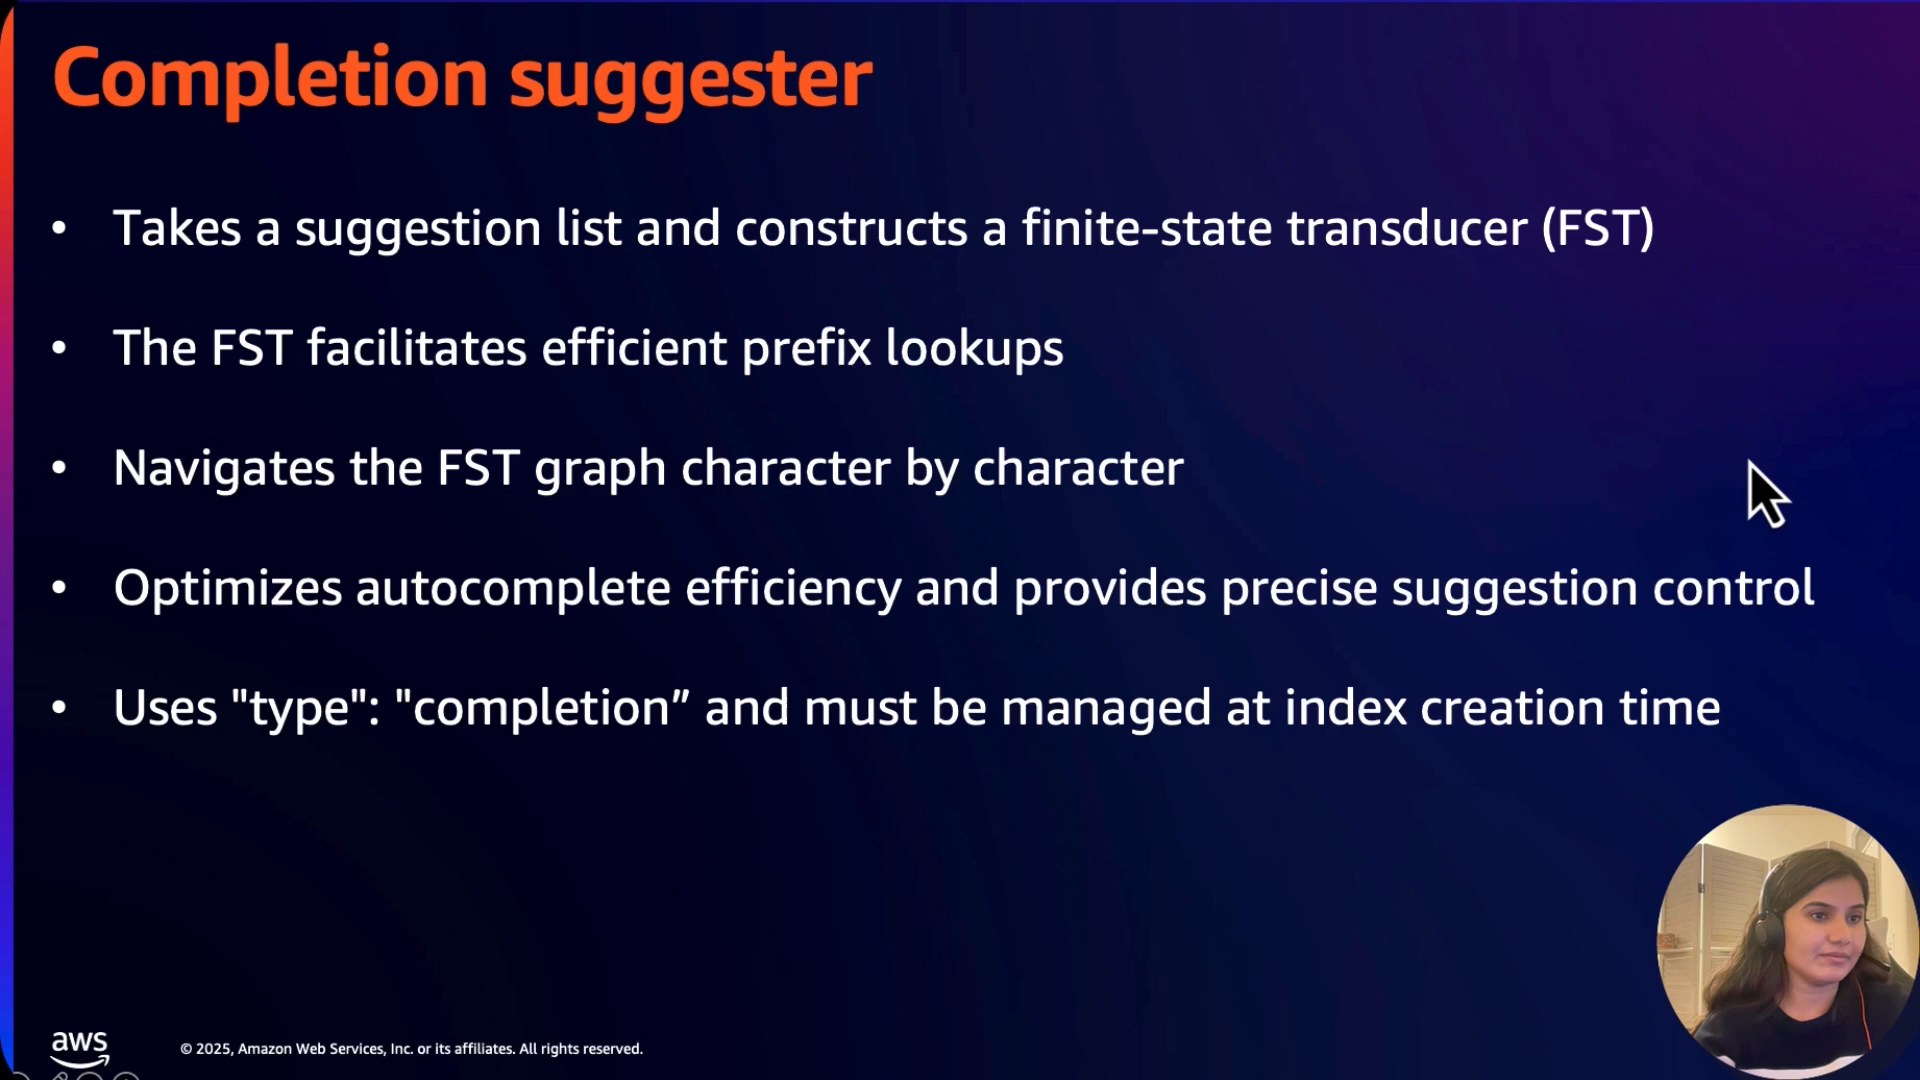 Completion suggester
• Takes a suggestion list and constructs a finite-state transducer (FST)
• The FST facilitates efficient prefix lookups
• Navigates the FST graph character by character
• Optimizes autocomplete efficiency and provides precise suggestion control
• Uses "type": "completion” and must be managed at index creation time
aws
© 2025, Amazon Web Services, Inc. or its affiliates. All rights reserved.